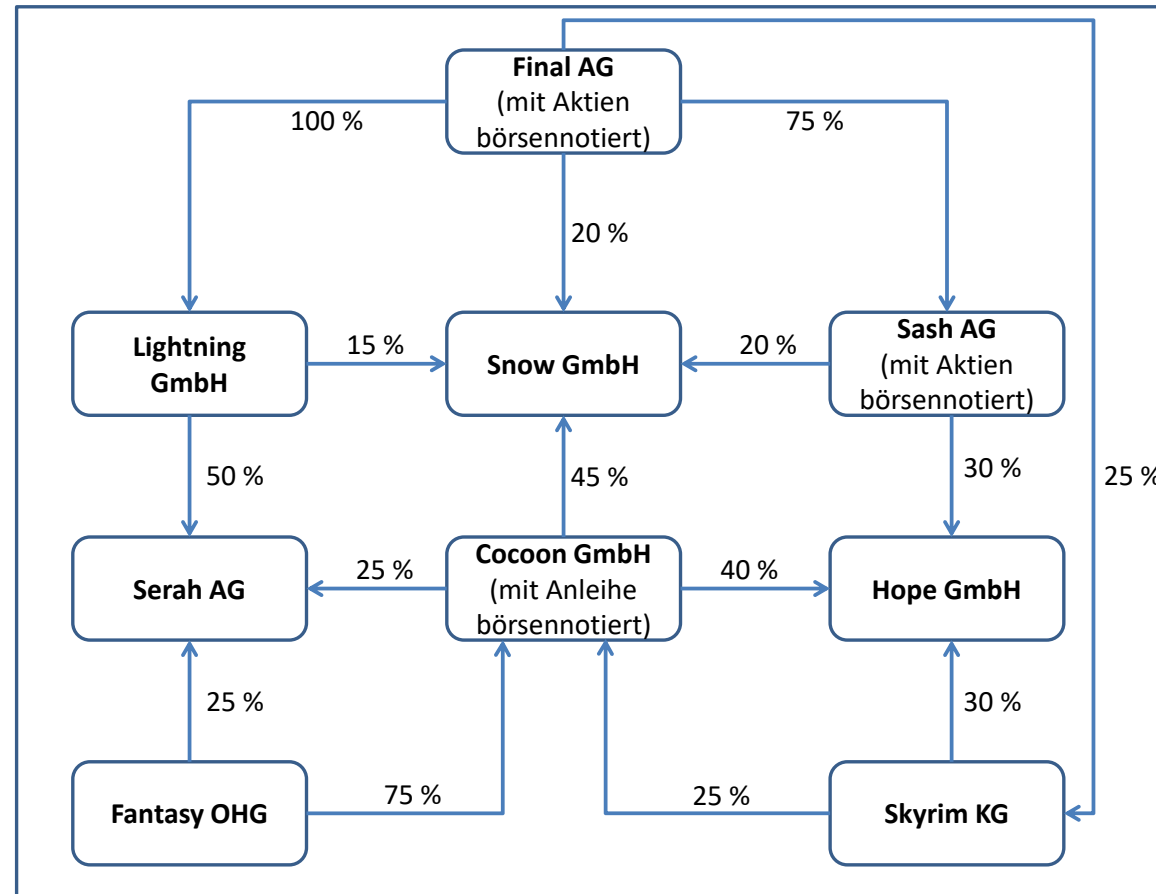 Final AG
(mit Aktien
börsennotiert)
100 %
75 %
20 %
Lightning
GmbH
15 %
Snow GmbH
20 %
Sash AG
(mit Aktien
börsennotiert)
50 %
45 %
30 %
25 %
Serah AG
25 %
Cocoon GmbH
(mit Anleihe
börsennotiert)
40 %
Hope GmbH
25 %
30 %
Fantasy OHG
75 %
25 %
Skyrim KG